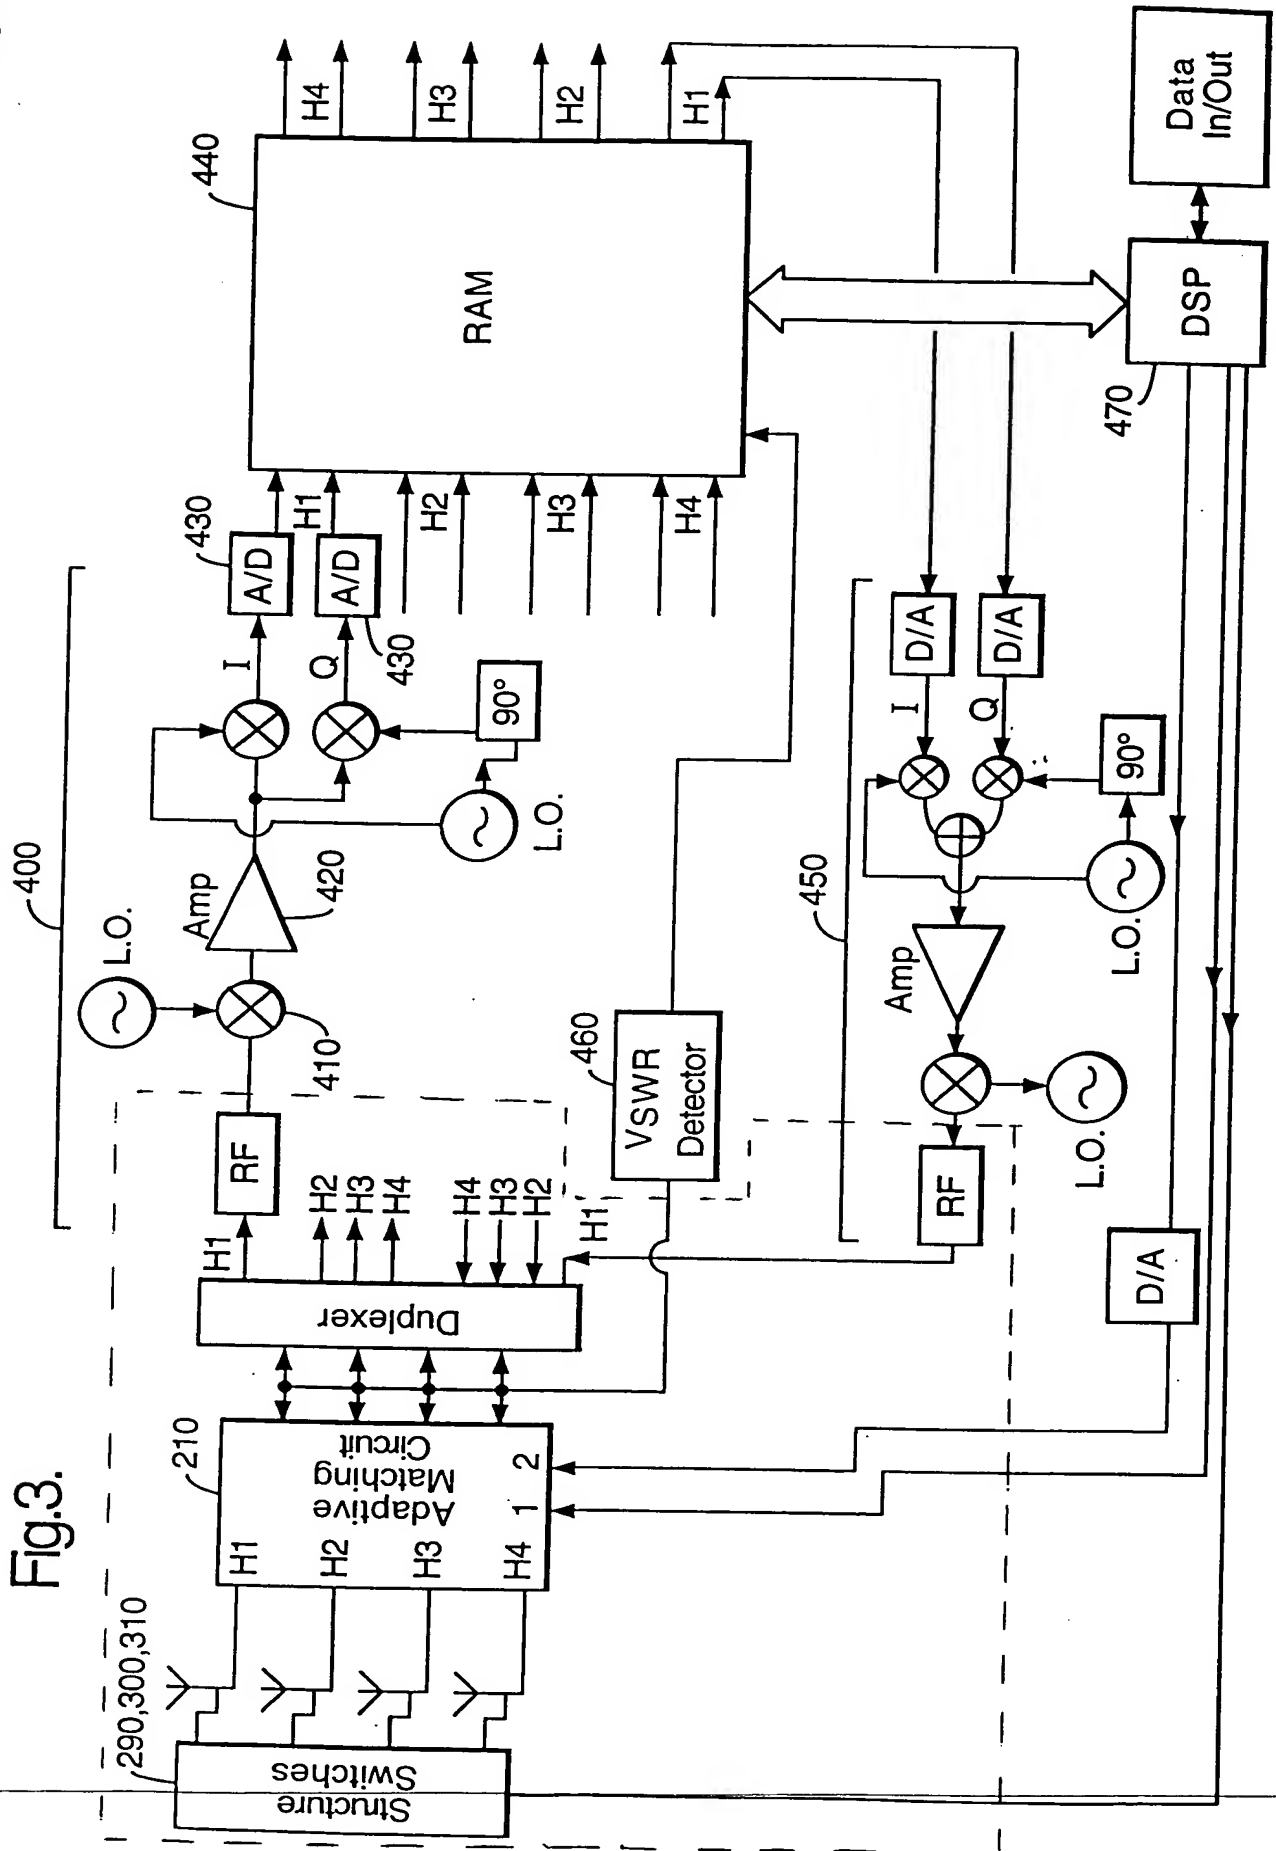 Fig.3.
290,300,310
Structure
Switches
210
H1
H2
H3
H4
Adaptive
Matching
Circuit
1
2
Duplexer
H1
H2
H3
H4
H4
H3
H2
H1
RF
400
L.O.
410
Amp
420
L.O.
90°
I
Q
430
A/D
A/D
430
H1
H2
H3
H4
440
RAM
H4
H3
H2
H1
460
VSWR
Detector
450
RF
L.O.
Amp
L.O.
90°
I
Q
D/A
D/A
D/A
470
DSP
Data
In/Out